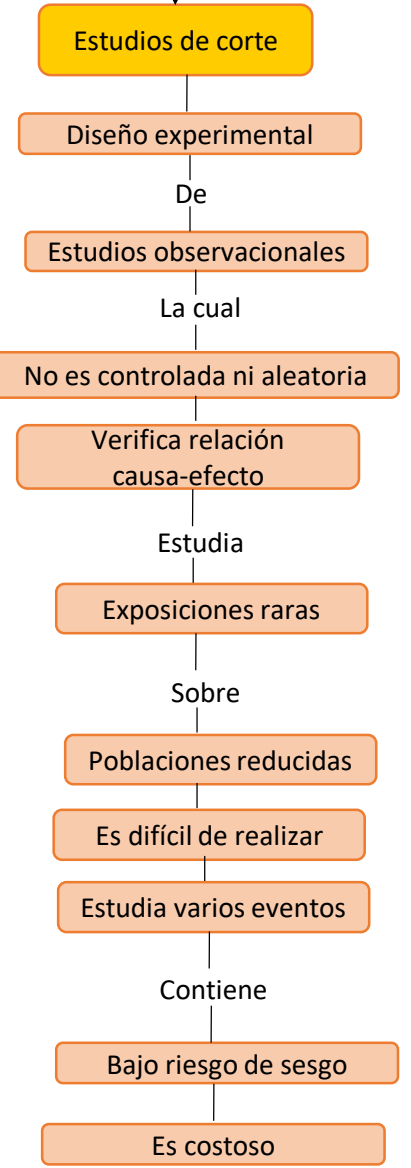 Estudios de corte
Diseño experimental
De
Estudios observacionales
La cual
No es controlada ni aleatoria
Verifica relación
causa-efecto
Estudia
Exposiciones raras
Sobre
Poblaciones reducidas
Es difícil de realizar
Estudia varios eventos
Contiene
Bajo riesgo de sesgo
Es costoso